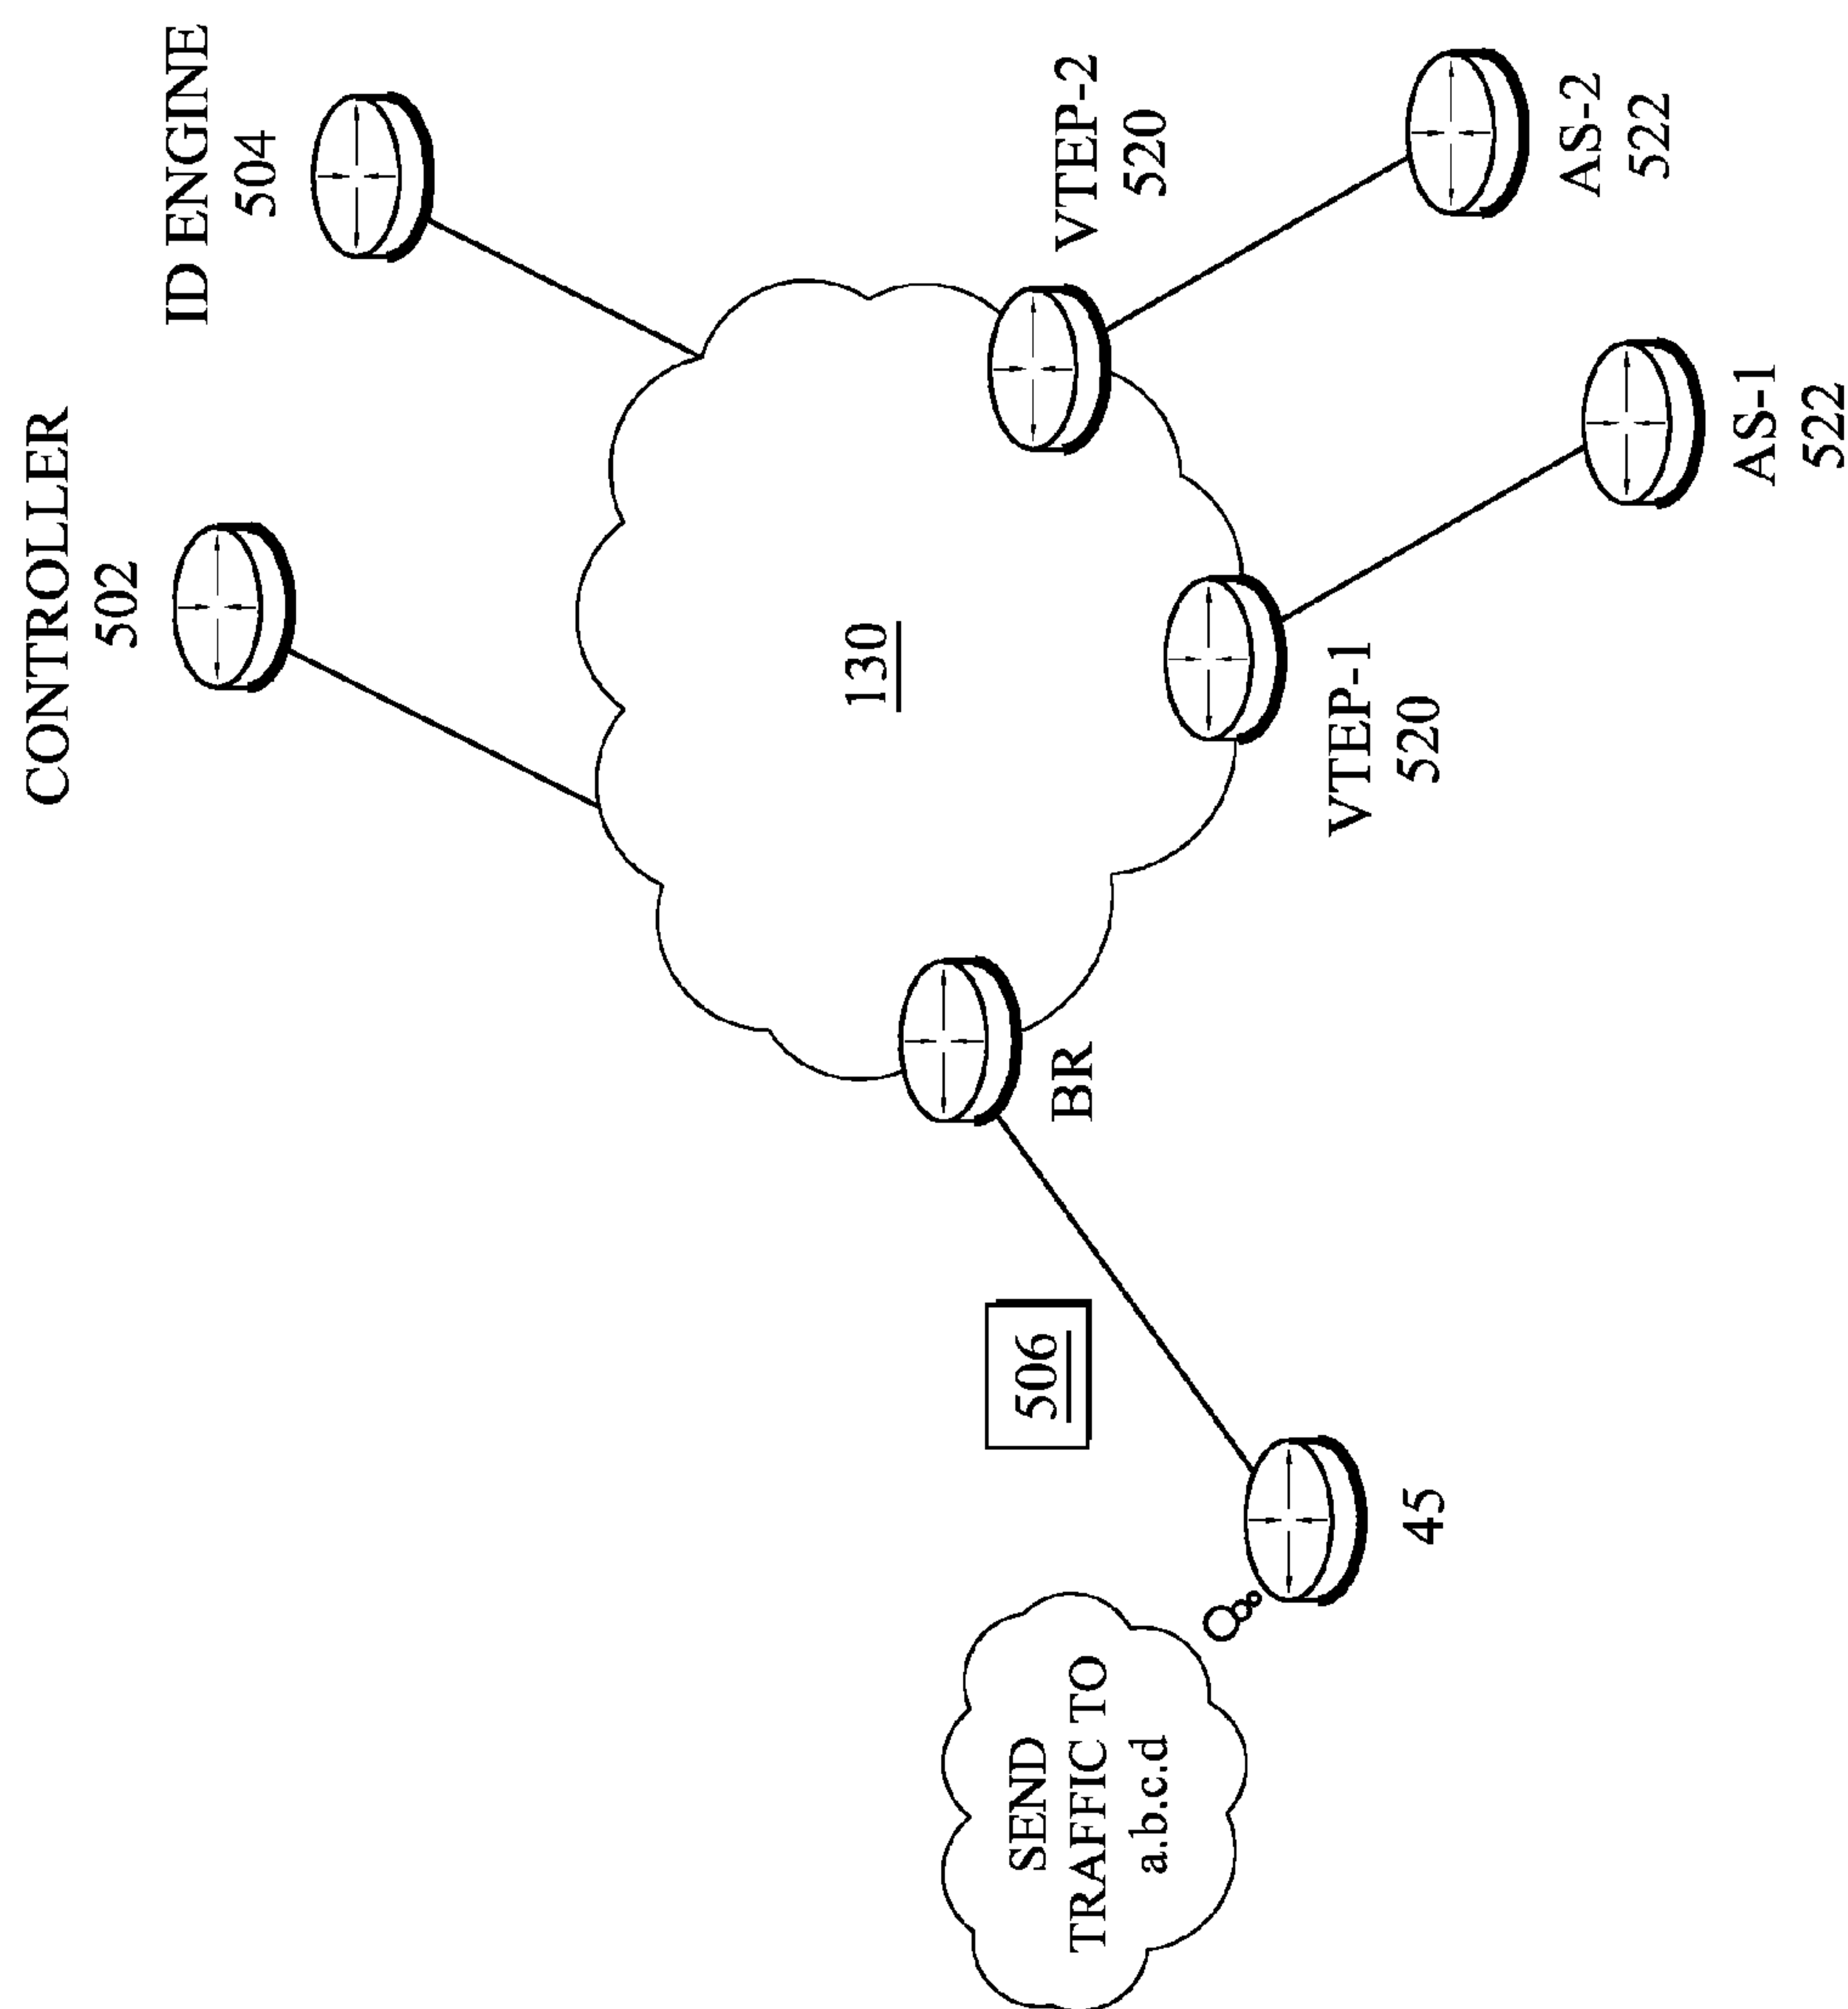 CONTROLLER
502
ID ENGINE
504
130
VTEP-2
520
BR
506
VTEP-1
520
AS-2
522
AS-1
522
45
SEND
TRAFFIC TO
a.b.c.d